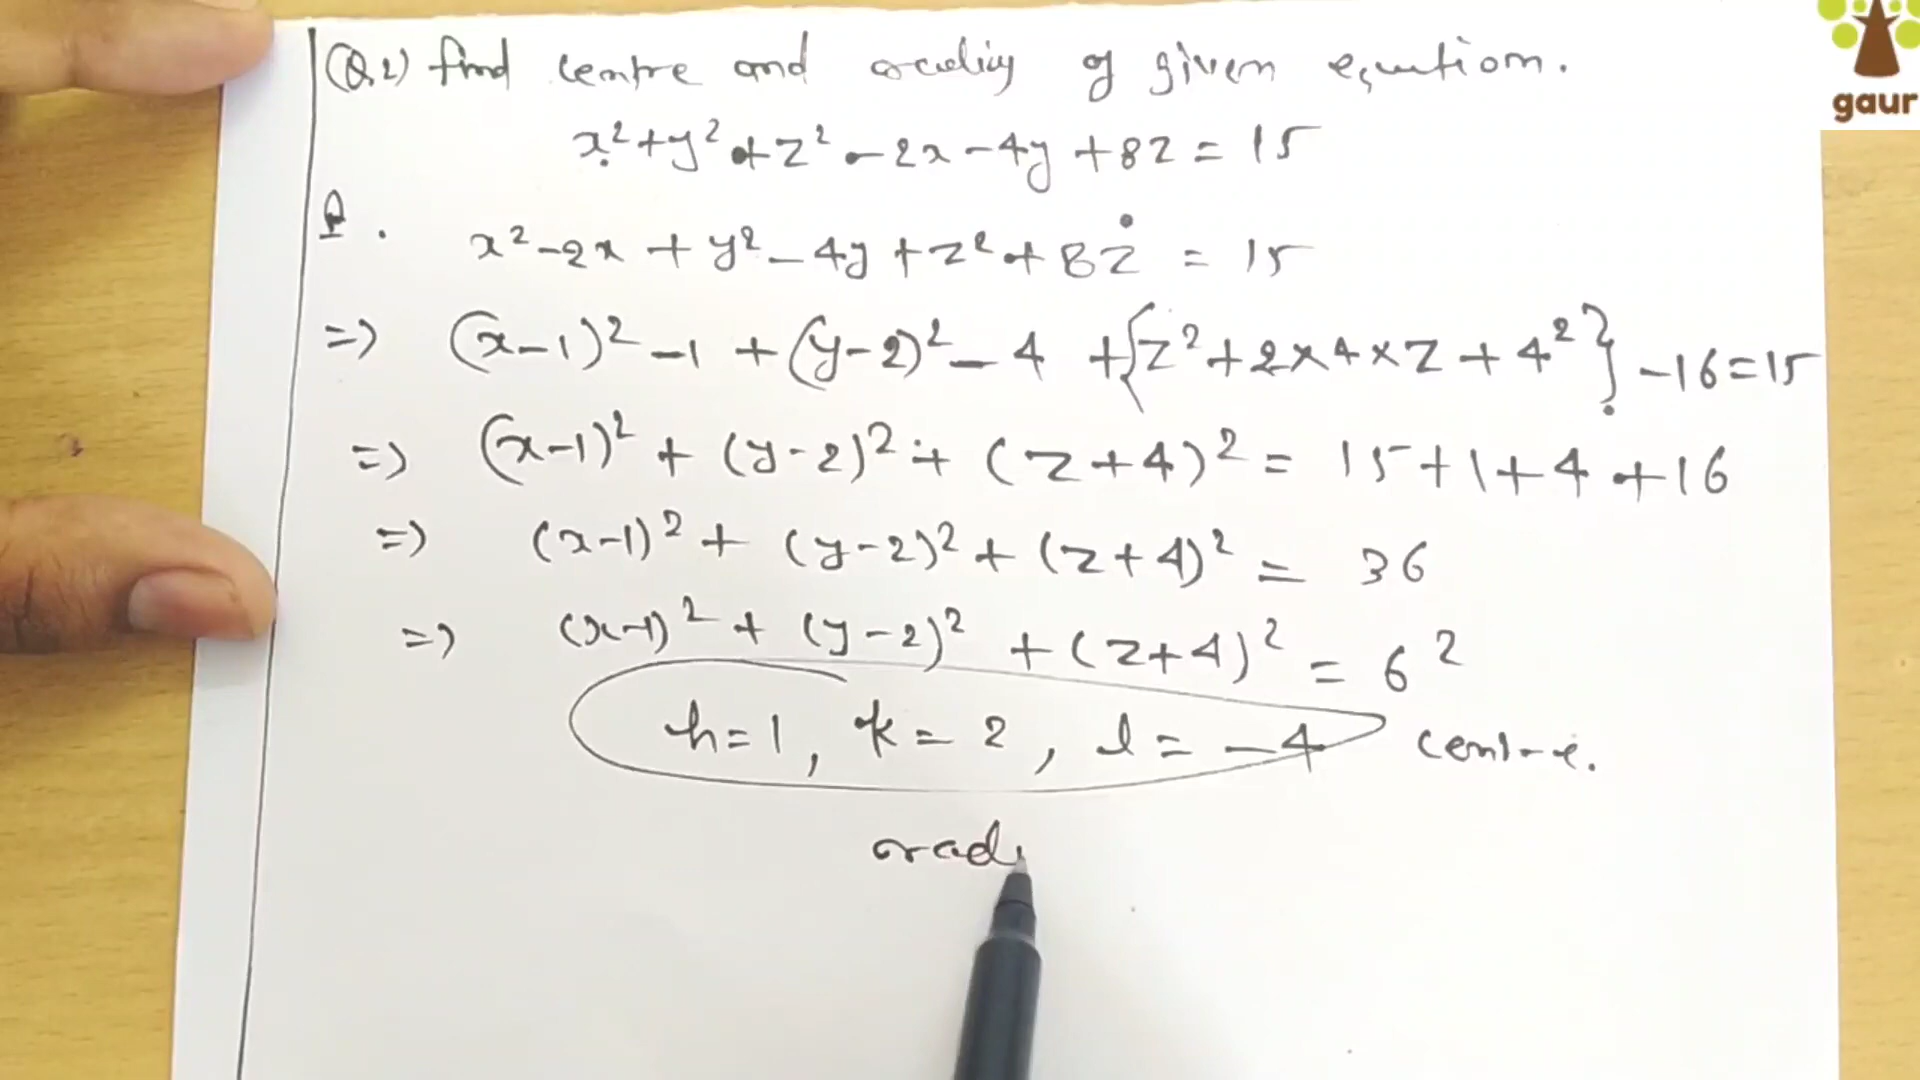 Q.2) find centre and radius of given equation.
x²+y²+z²-2x-4y+8z=15
x²-2x+y²-4y+z²+8z=15
=> (x-1)²-1+(y-2)²-4+{z²+2×4×z+4²}-16=15
=> (x-1)²+(y-2)²+(z+4)²=15+1+4+16
=> (x-1)²+(y-2)²+(z+4)²=36
=> (x-1)²+(y-2)²+(z+4)²=6²
h=1, k=2, l=-4 centre.
radi
gaur